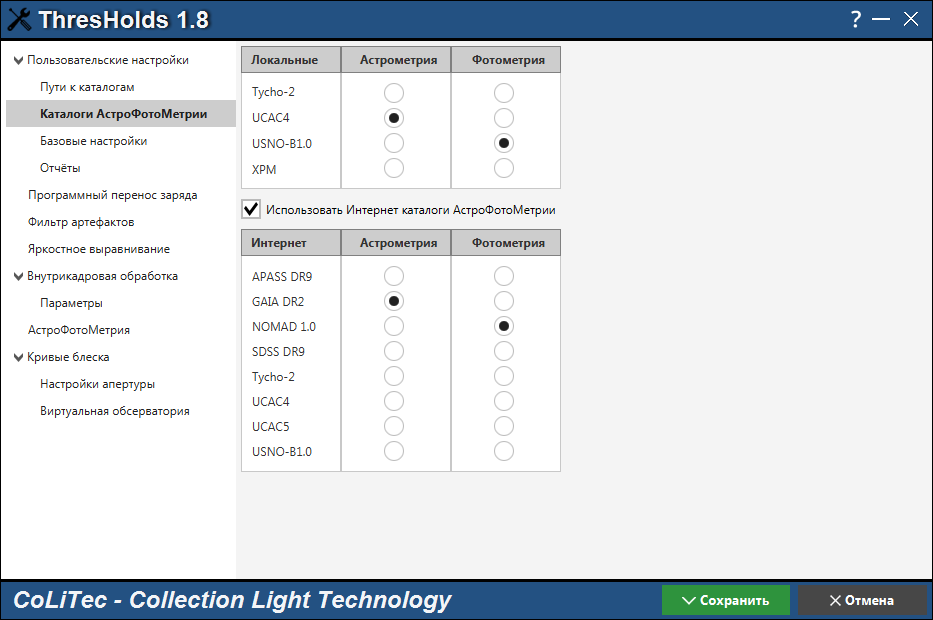 ThresHolds 1.8
?
Пользовательские настройки
Пути к каталогам
Каталоги АстроФотоМетрии
Базовые настройки
Отчёты
Программный перенос заряда
Фильтр артефактов
Яркостное выравнивание
Внутрикадровая обработка
Параметры
АстроФотоМетрия
Кривые блеска
Настройки апертуры
Виртуальная обсерватория
Локальные Астрометрия Фотометрия
Tycho-2
UCAC4
USNO-B1.0
XPM
Использовать Интернет каталоги АстроФотоМетрии
Интернет Астрометрия Фотометрия
APASS DR9
GAIA DR2
NOMAD 1.0
SDSS DR9
Tycho-2
UCAC4
UCAC5
USNO-B1.0
CoLiTec - Collection Light Technology
Сохранить
Отмена